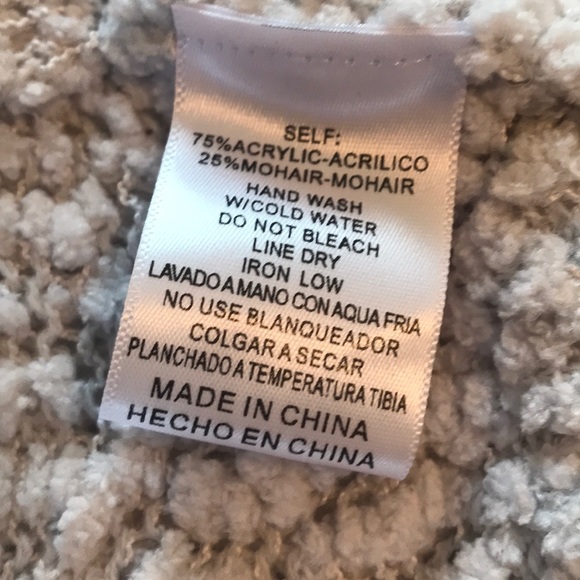 SELF:
75%ACRYLIC-ACRILICO
25%MOHAIR-MOHAIR
HAND WASH
W/COLD WATER
DO NOT BLEACH
LINE DRY
IRON LOW
LAVADO A MANO CON AQUA FRIA
NO USE BLANQUEADOR
COLGAR A SECAR
PLANCHADO A TEMPERATURA TIBIA
MADE IN CHINA
HECHO EN CHINA